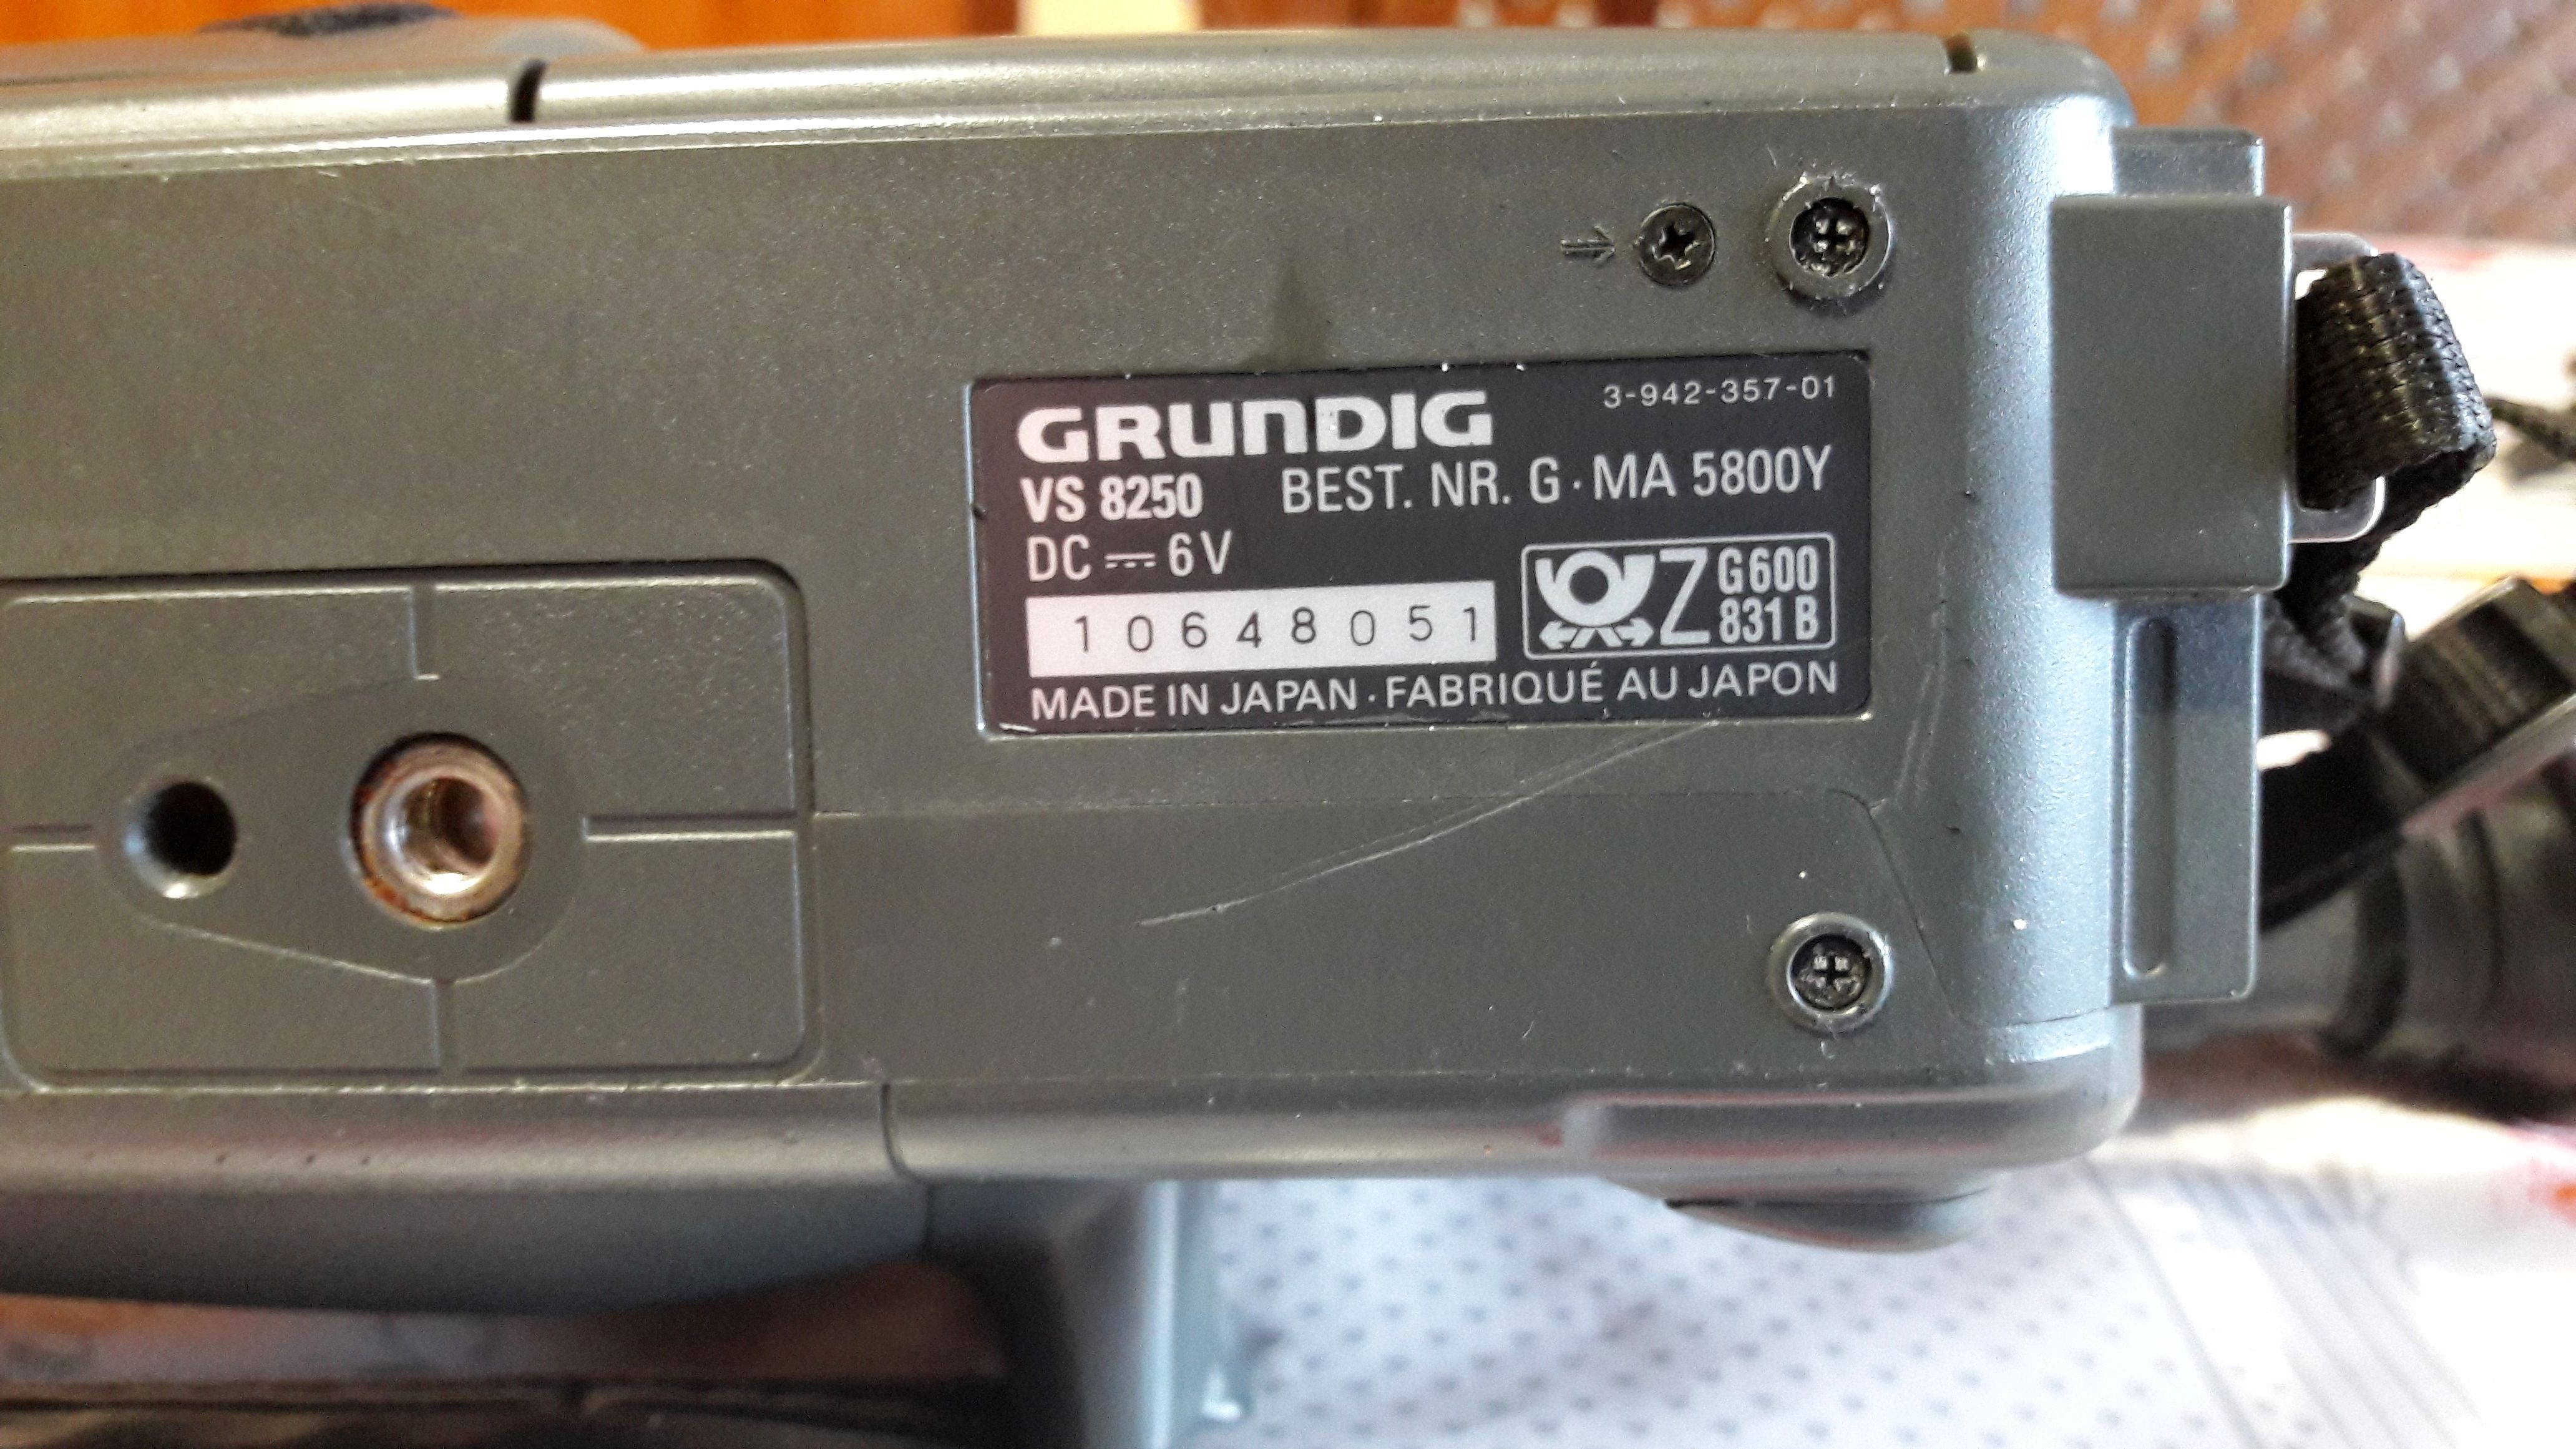 GRUNDIG 3-942-357-01
VS 8250 BEST. NR. G·MA 5800Y
DC ⎓ 6V
10648051
Z G600
831 B
MADE IN JAPAN · FABRIQUÉ AU JAPON